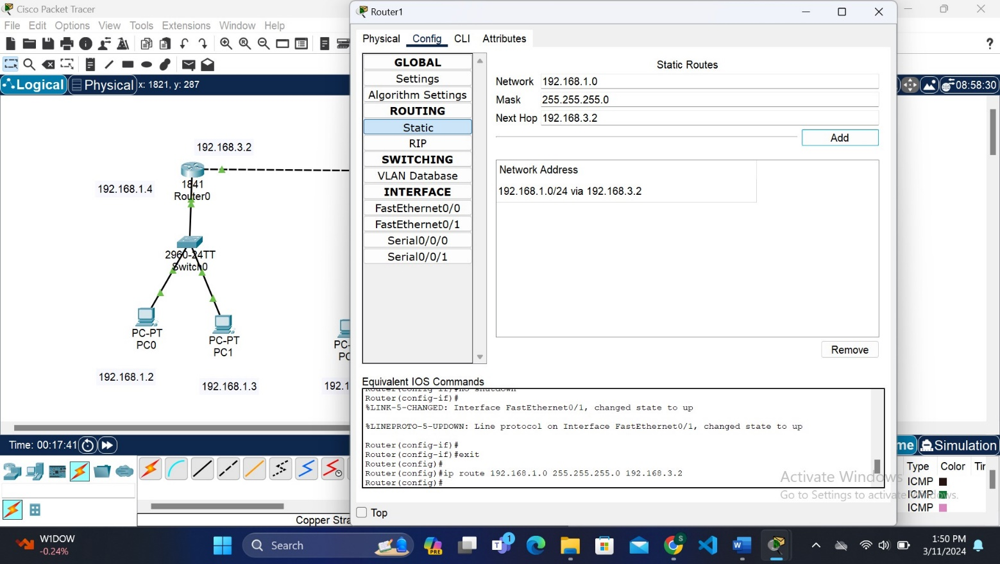 Cisco Packet Tracer
File Edit Options View Tools Extensions Window Help
?
Logical
Physical
x: 1821, y: 287
08:58:30
192.168.3.2
192.168.1.4
1841
Router0
2960-24TT
Switch0
PC-PT
PC0
PC-PT
PC1
PC-
PC
192.168.1.2
192.168.1.3
192.1
Time: 00:17:41
me
Simulation
Type Color Tir
ICMP
ICMP
ICMP
Copper Stra
Router1
Physical Config CLI Attributes
GLOBAL
Settings
Algorithm Settings
ROUTING
Static
RIP
SWITCHING
VLAN Database
INTERFACE
FastEthernet0/0
FastEthernet0/1
Serial0/0/0
Serial0/0/1
Static Routes
Network 192.168.1.0
Mask 255.255.255.0
Next Hop 192.168.3.2
Add
Network Address
192.168.1.0/24 via 192.168.3.2
Remove
Equivalent IOS Commands
Router(config-if)#no shutdown
Router(config-if)#
%LINK-5-CHANGED: Interface FastEthernet0/1, changed state to up
%LINEPROTO-5-UPDOWN: Line protocol on Interface FastEthernet0/1, changed state to up
Router(config-if)#
Router(config-if)#exit
Router(config)#
Router(config)#ip route 192.168.1.0 255.255.255.0 192.168.3.2
Router(config)#
Top
Activate Windows
Go to Settings to activate Windows.
W1DOW
-0.24%
Search
PRE
T
1
S
W
1:50 PM
3/11/2024